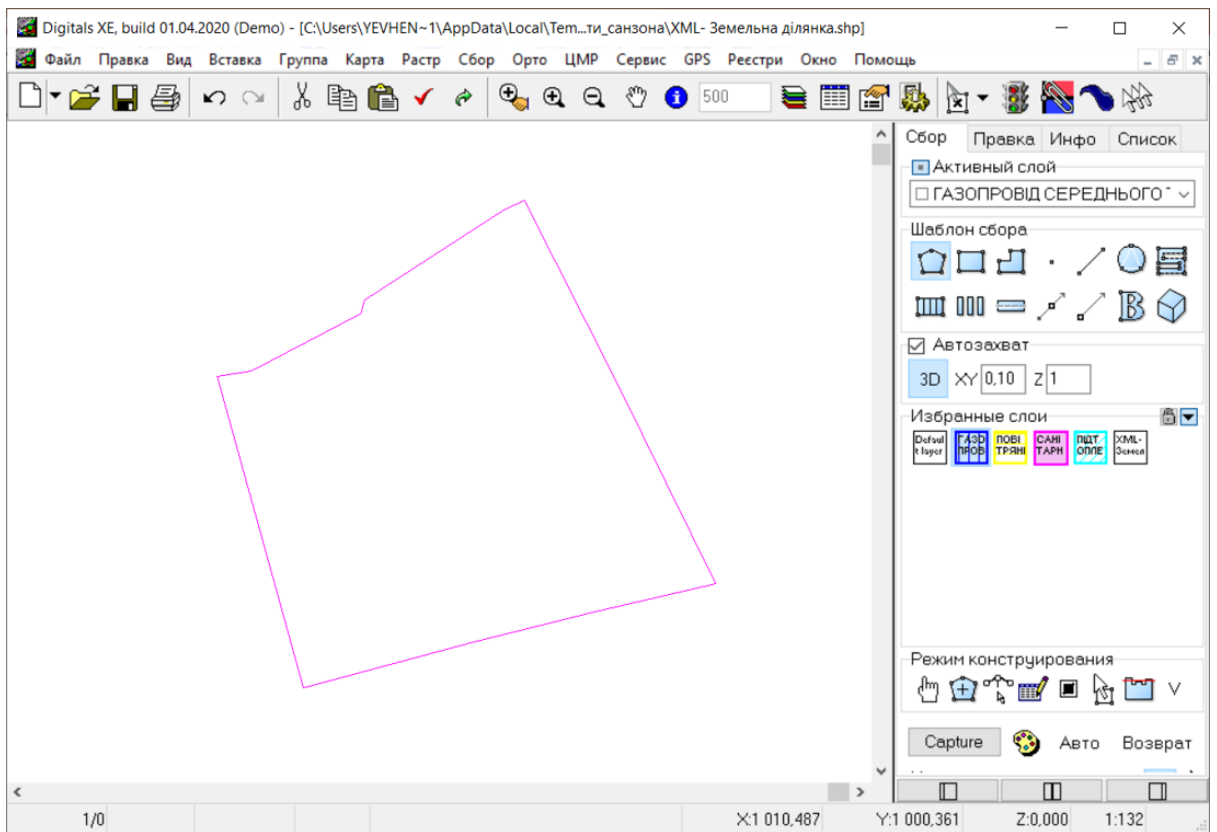 Digitals XE, build 01.04.2020 (Demo) - [C:\Users\YEVHEN~1\AppData\Local\Tem...ти_санзона\XML- Земельна ділянка.shp]
Файл Правка Вид Вставка Группа Карта Растр Сбор Орто ЦМР Сервис GPS Реєстри Окно Помощь
500
Сбор Правка Инфо Список
Активный слой
ГАЗОПРОВІД СЕРЕДНЬОГО
Шаблон сбора
Автозахват
3D XY 0,10 Z 1
Избранные слои
Defaul ГАЗО ПОВІ САНІ ПІДТ XML-
t layer ПРОВ ТРЯНІ ТАРН ОПЛЕ Земел
Режим конструирования
Capture Авто Возврат
1/0 X:1 010,487 Y:1 000,361 Z:0,000 1:132